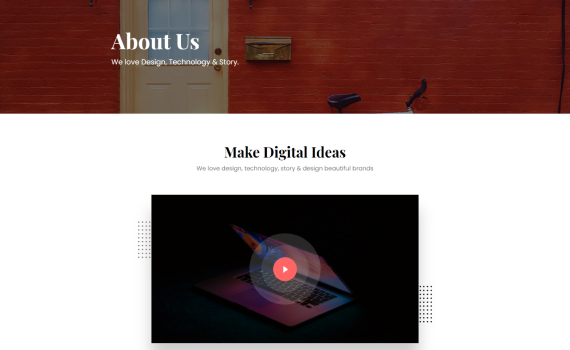 About Us
We love Design, Technology & Story.
Make Digital Ideas
We love design, technology, story & design beautiful brands